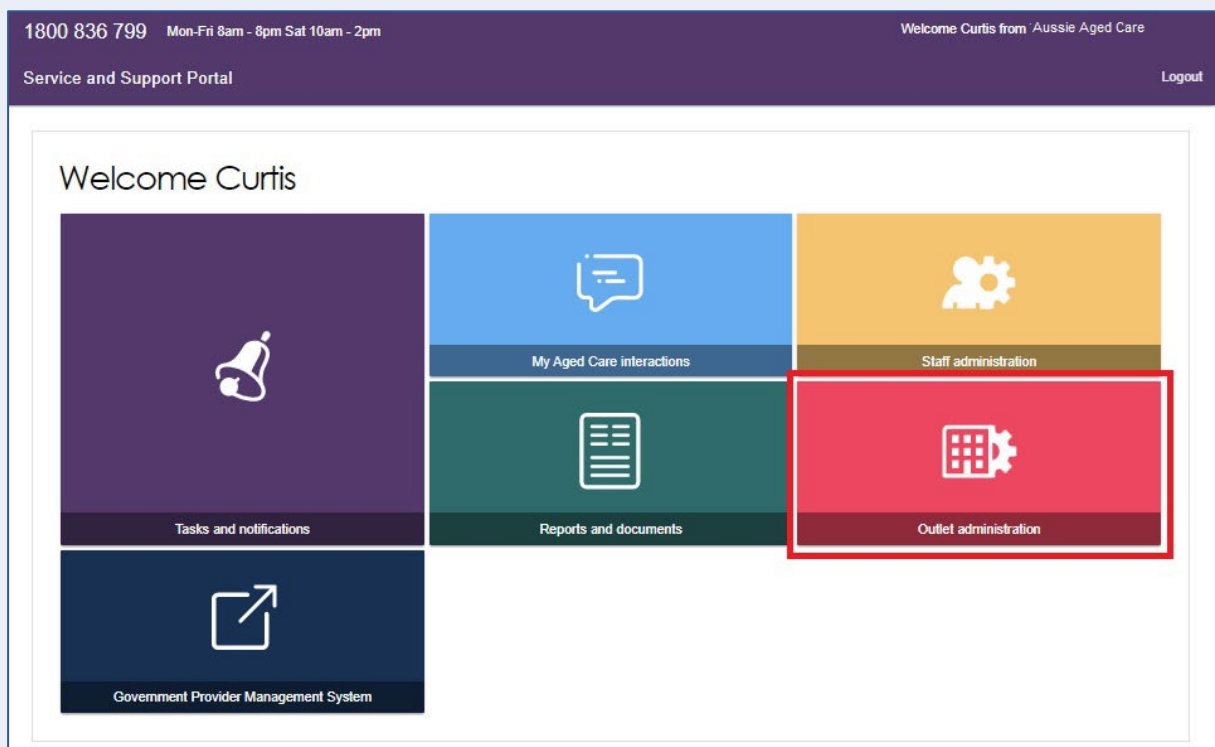 1800 836 799 Mon-Fri 8am - 8pm Sat 10am - 2pm
Welcome Curtis from Aussie Aged Care
Service and Support Portal
Logout
Welcome Curtis
My Aged Care interactions
Staff administration
Tasks and notifications
Reports and documents
Outlet administration
Government Provider Management System